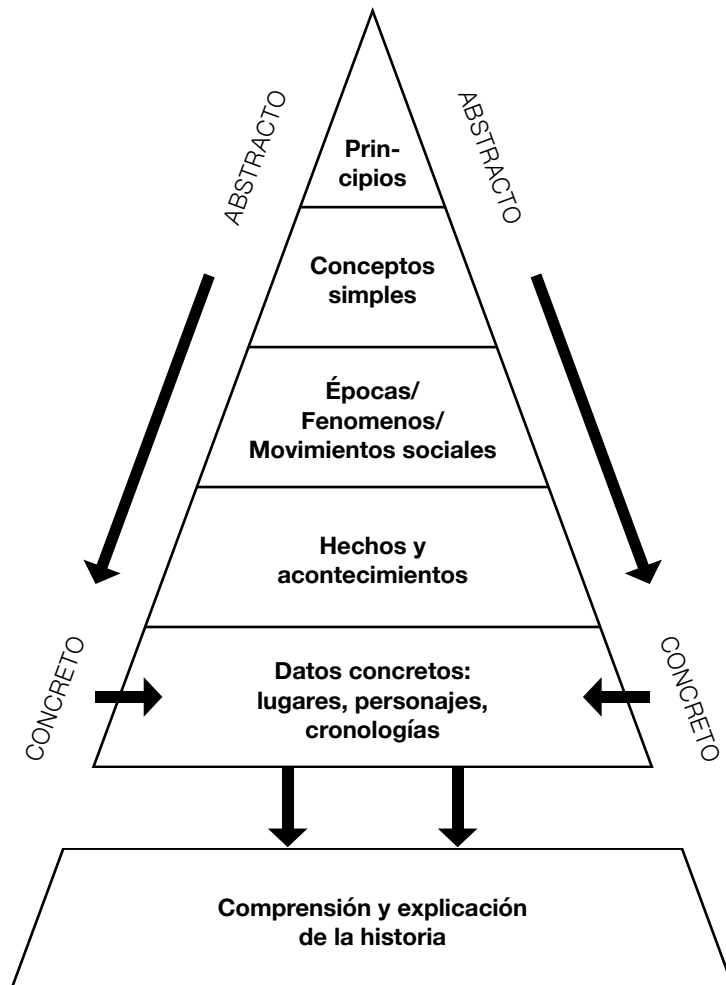 ABSTRACTO
ABSTRACTO
Prin-
cipios
Conceptos
simples
Épocas/
Fenomenos/
Movimientos sociales
Hechos y
acontecimientos
CONCRETO
Datos concretos:
lugares, personajes,
cronologías
CONCRETO
Comprensión y explicación
de la historia